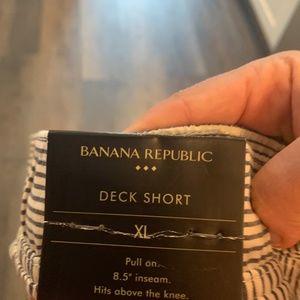 BANANA REPUBLIC
DECK SHORT
XL
Pull on.
8.5" inseam.
Hits above the knee.